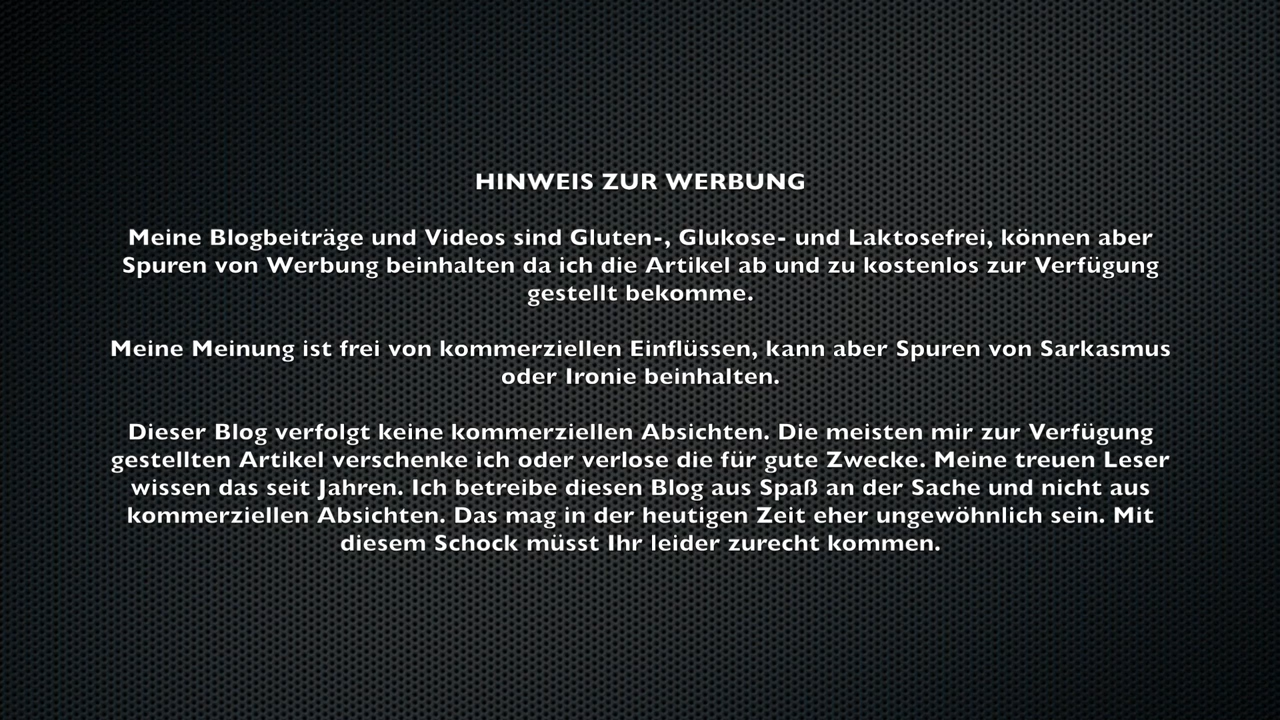 HINWEIS ZUR WERBUNG
Meine Blogbeiträge und Videos sind Gluten-, Glukose- und Laktosefrei, können aber
Spuren von Werbung beinhalten da ich die Artikel ab und zu kostenlos zur Verfügung
gestellt bekomme.
Meine Meinung ist frei von kommerziellen Einflüssen, kann aber Spuren von Sarkasmus
oder Ironie beinhalten.
Dieser Blog verfolgt keine kommerziellen Absichten. Die meisten mir zur Verfügung
gestellten Artikel verschenke ich oder verlose die für gute Zwecke. Meine treuen Leser
wissen das seit Jahren. Ich betreibe diesen Blog aus Spaß an der Sache und nicht aus
kommerziellen Absichten. Das mag in der heutigen Zeit eher ungewöhnlich sein. Mit
diesem Schock müsst Ihr leider zurecht kommen.